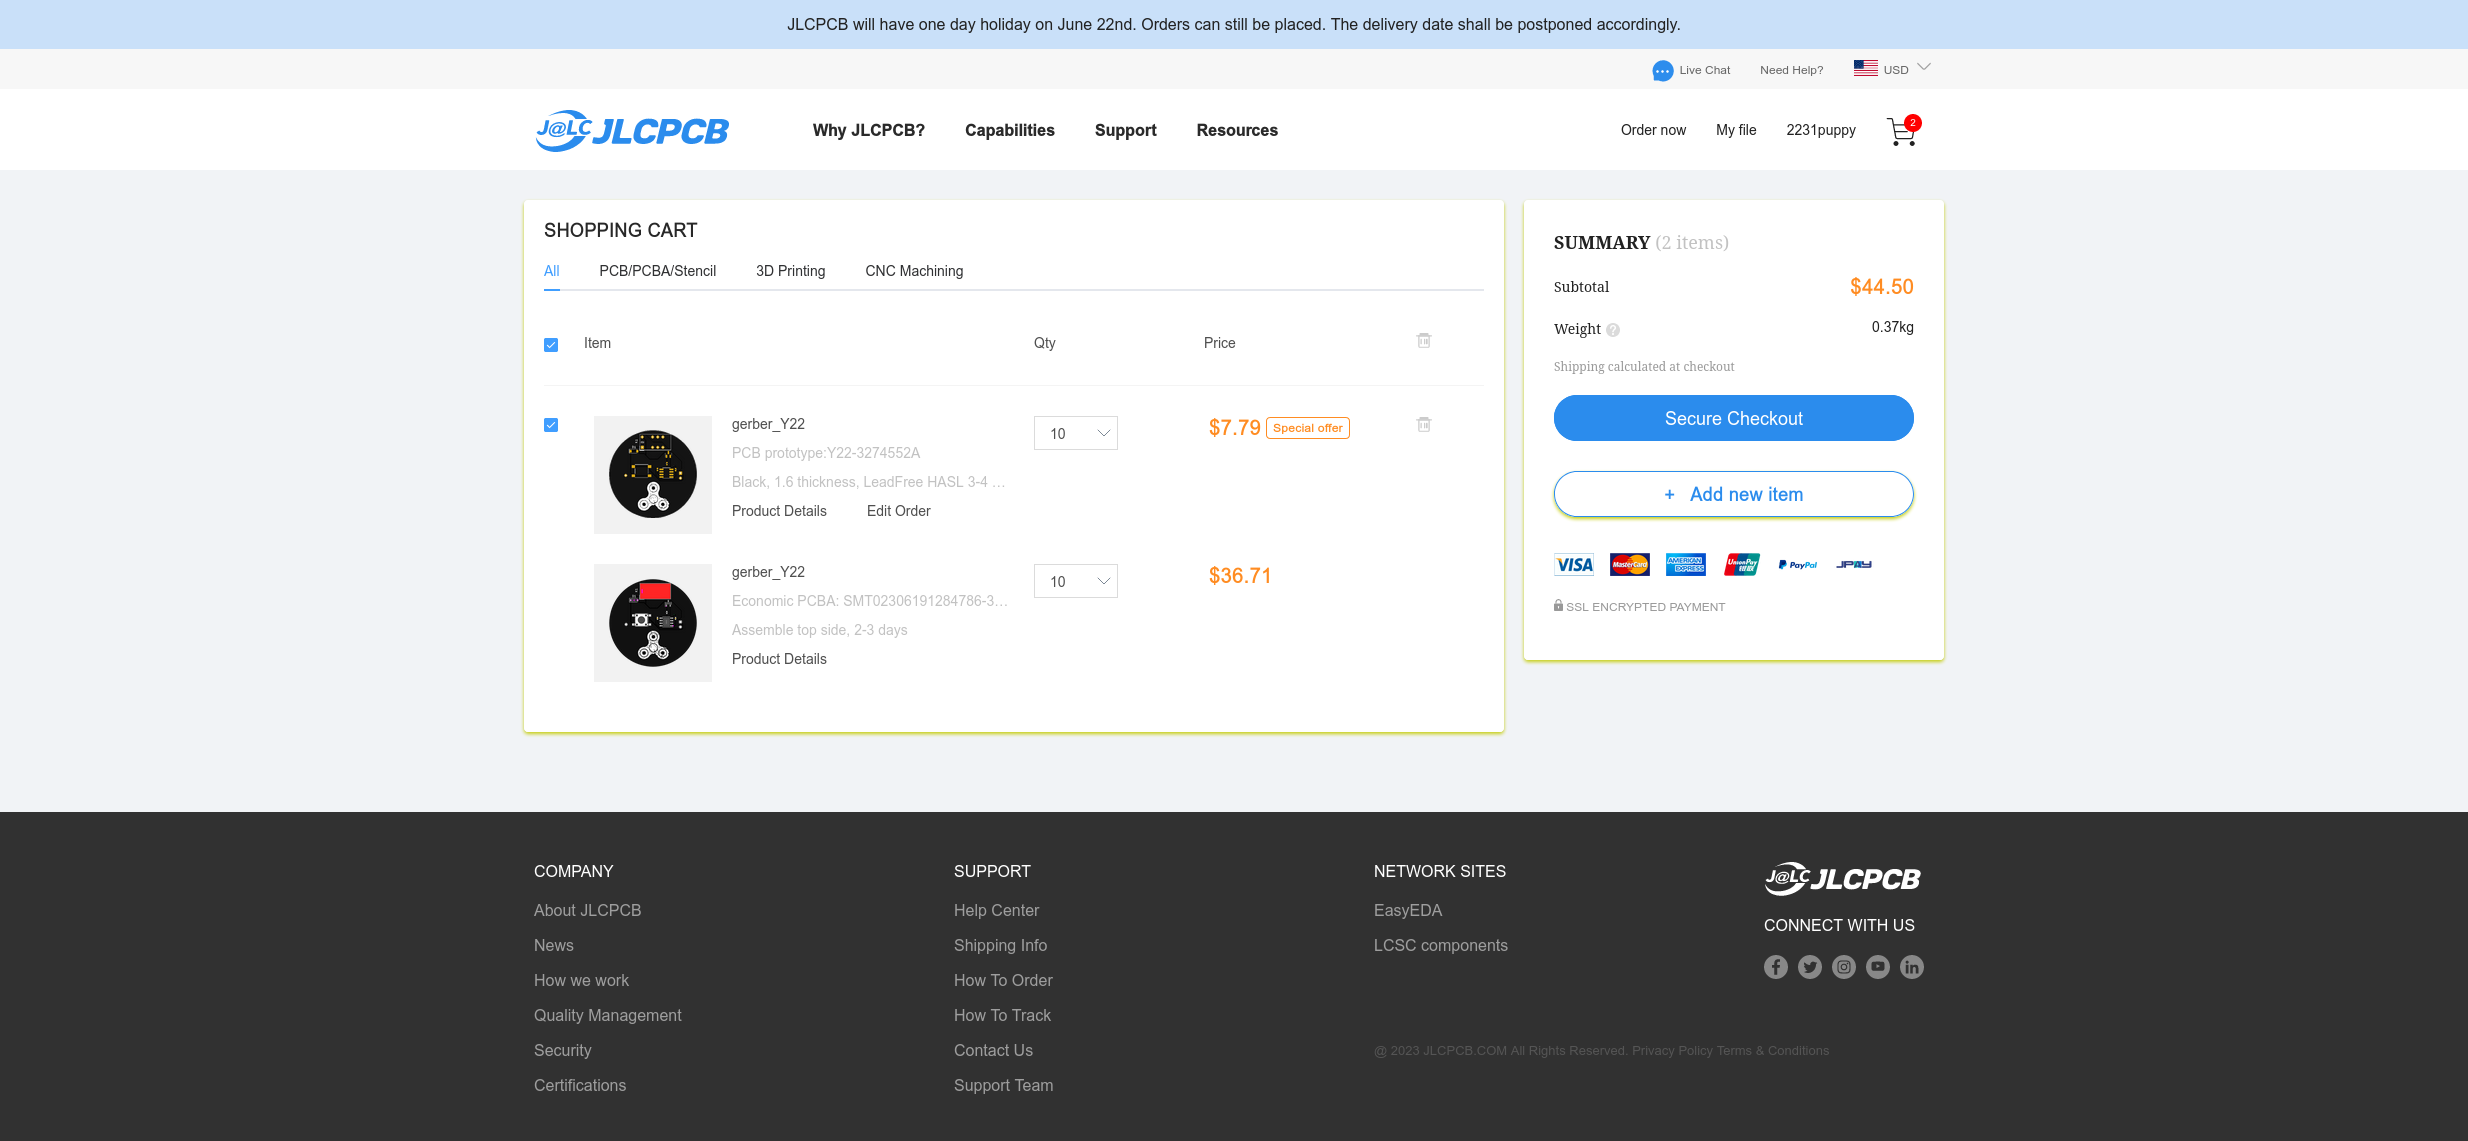 JLCPCB will have one day holiday on June 22nd. Orders can still be placed. The delivery date shall be postponed accordingly.
Live Chat Need Help? USD
J@LC JLCPCB Why JLCPCB? Capabilities Support Resources Order now My file 2231puppy 2
SHOPPING CART
All PCB/PCBA/Stencil 3D Printing CNC Machining
Item Qty Price
gerber_Y22 10 $7.79 Special offer
PCB prototype:Y22-3274552A
Black, 1.6 thickness, LeadFree HASL 3-4 ...
Product Details Edit Order
gerber_Y22 10 $36.71
Economic PCBA: SMT02306191284786-3...
Assemble top side, 2-3 days
Product Details
SUMMARY (2 items)
Subtotal $44.50
Weight ? 0.37kg
Shipping calculated at checkout
Secure Checkout
+ Add new item
VISA MasterCard AMERICAN EXPRESS UnionPay PayPal JPAY
SSL ENCRYPTED PAYMENT
COMPANY
About JLCPCB
News
How we work
Quality Management
Security
Certifications
SUPPORT
Help Center
Shipping Info
How To Order
How To Track
Contact Us
Support Team
NETWORK SITES
EasyEDA
LCSC components
J@LC JLCPCB
CONNECT WITH US
@ 2023 JLCPCB.COM All Rights Reserved. Privacy Policy Terms & Conditions